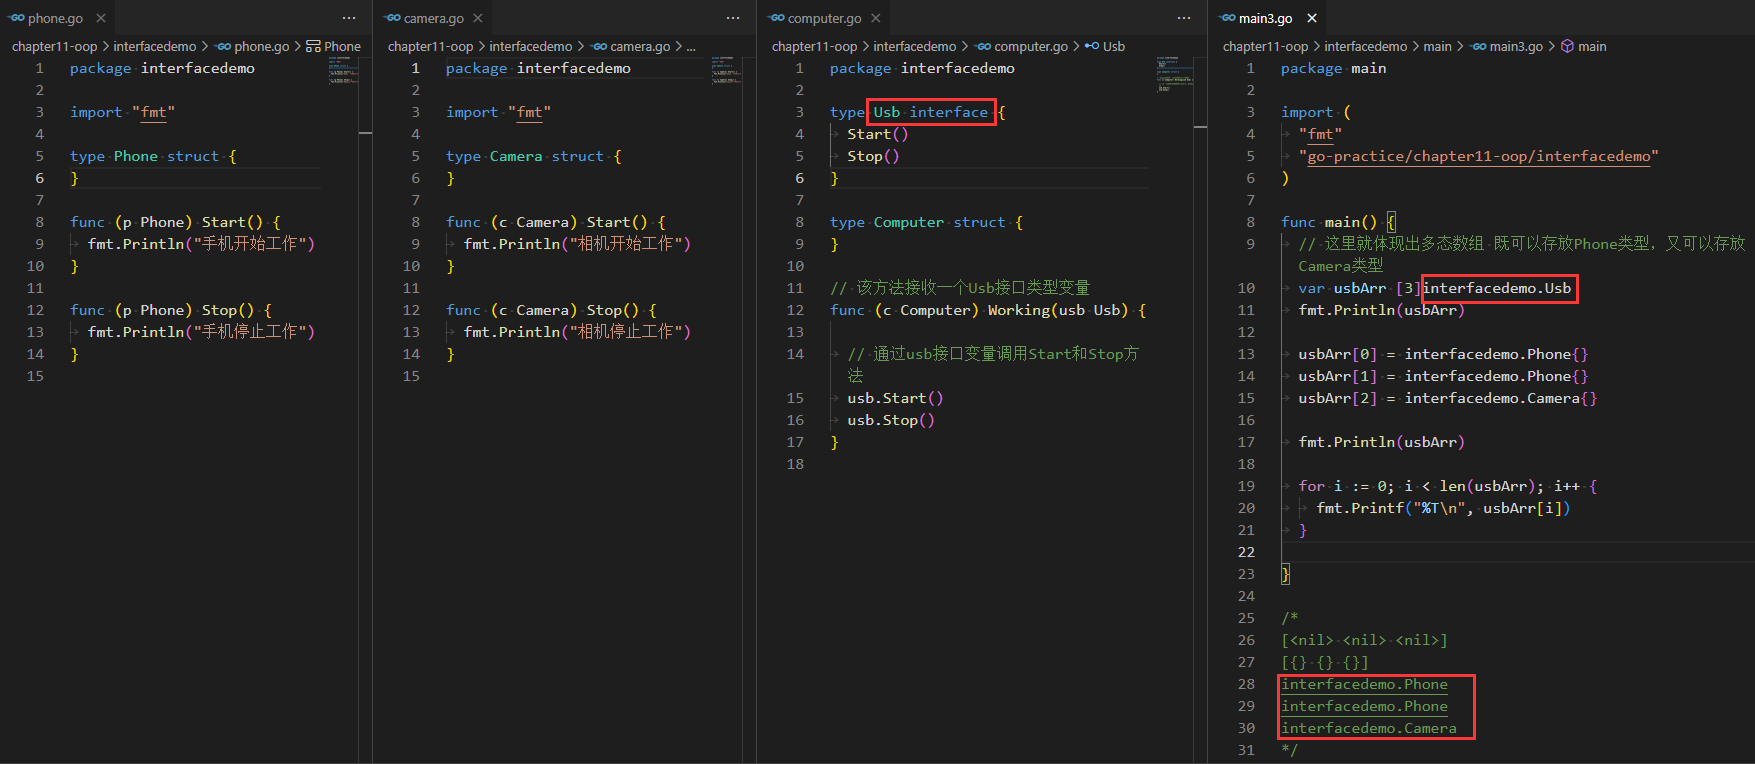 phone.go
chapter11-oop > interfacedemo > phone.go > Phone
1 package interfacedemo
2
3 import "fmt"
4
5 type Phone struct {
6 }
7
8 func (p Phone) Start() {
9 fmt.Println("手机开始工作")
10 }
11
12 func (p Phone) Stop() {
13 fmt.Println("手机停止工作")
14 }
15
camera.go
chapter11-oop > interfacedemo > camera.go > ...
1 package interfacedemo
2
3 import "fmt"
4
5 type Camera struct {
6 }
7
8 func (c Camera) Start() {
9 fmt.Println("相机开始工作")
10 }
11
12 func (c Camera) Stop() {
13 fmt.Println("相机停止工作")
14 }
15
computer.go
chapter11-oop > interfacedemo > computer.go > Usb
1 package interfacedemo
2
3 type Usb interface {
4 Start()
5 Stop()
6 }
7
8 type Computer struct {
9 }
10
11 // 该方法接收一个Usb接口类型变量
12 func (c Computer) Working(usb Usb) {
13
14 // 通过usb接口变量调用Start和Stop方
法
15 usb.Start()
16 usb.Stop()
17 }
18
main3.go
chapter11-oop > interfacedemo > main > main3.go > main
1 package main
2
3 import (
4 "fmt"
5 "go-practice/chapter11-oop/interfacedemo"
6 )
7
8 func main() {
9 // 这里就体现出多态数组 既可以存放Phone类型，又可以存放
Camera类型
10 var usbArr [3]interfacedemo.Usb
11 fmt.Println(usbArr)
12
13 usbArr[0] = interfacedemo.Phone{}
14 usbArr[1] = interfacedemo.Phone{}
15 usbArr[2] = interfacedemo.Camera{}
16
17 fmt.Println(usbArr)
18
19 for i := 0; i < len(usbArr); i++ {
20 fmt.Printf("%T\n", usbArr[i])
21 }
22
23 }
24
25 /*
26 [<nil> <nil> <nil>]
27 [{} {} {}]
28 interfacedemo.Phone
29 interfacedemo.Phone
30 interfacedemo.Camera
31 */